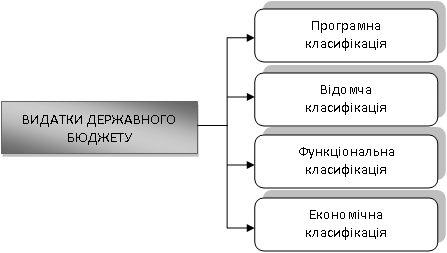 ВИДАТКИ ДЕРЖАВНОГО
БЮДЖЕТУ
Програмна
класифікація
Відомча
класифікація
Функціональна
класифікація
Економічна
класифікація